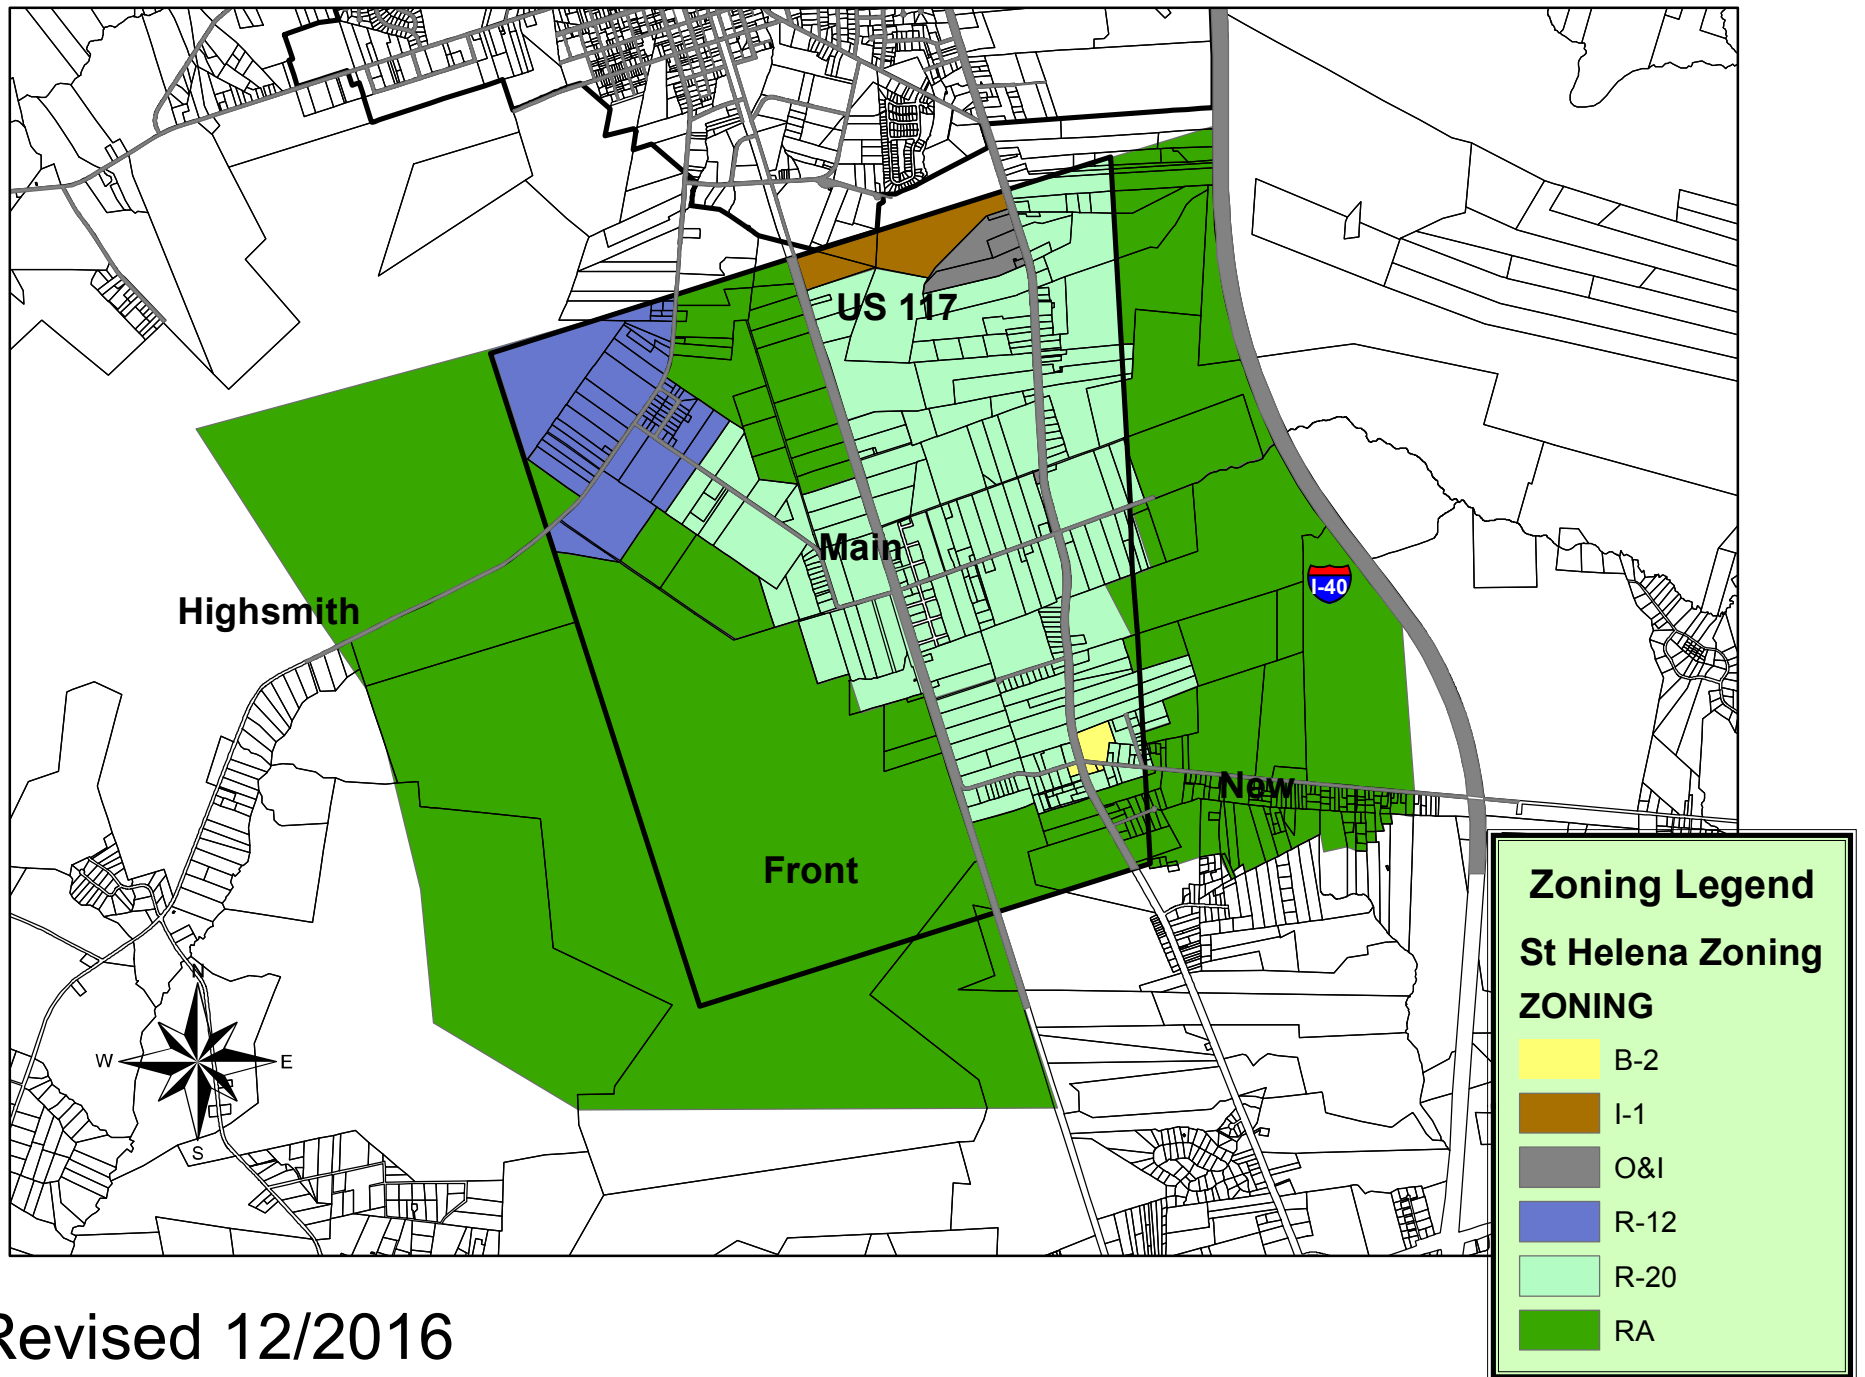 US 117
Main
I-40
Highsmith
New
Front
N
W
E
S
Zoning Legend
St Helena Zoning
ZONING
B-2
I-1
O&I
R-12
R-20
RA
Revised 12/2016